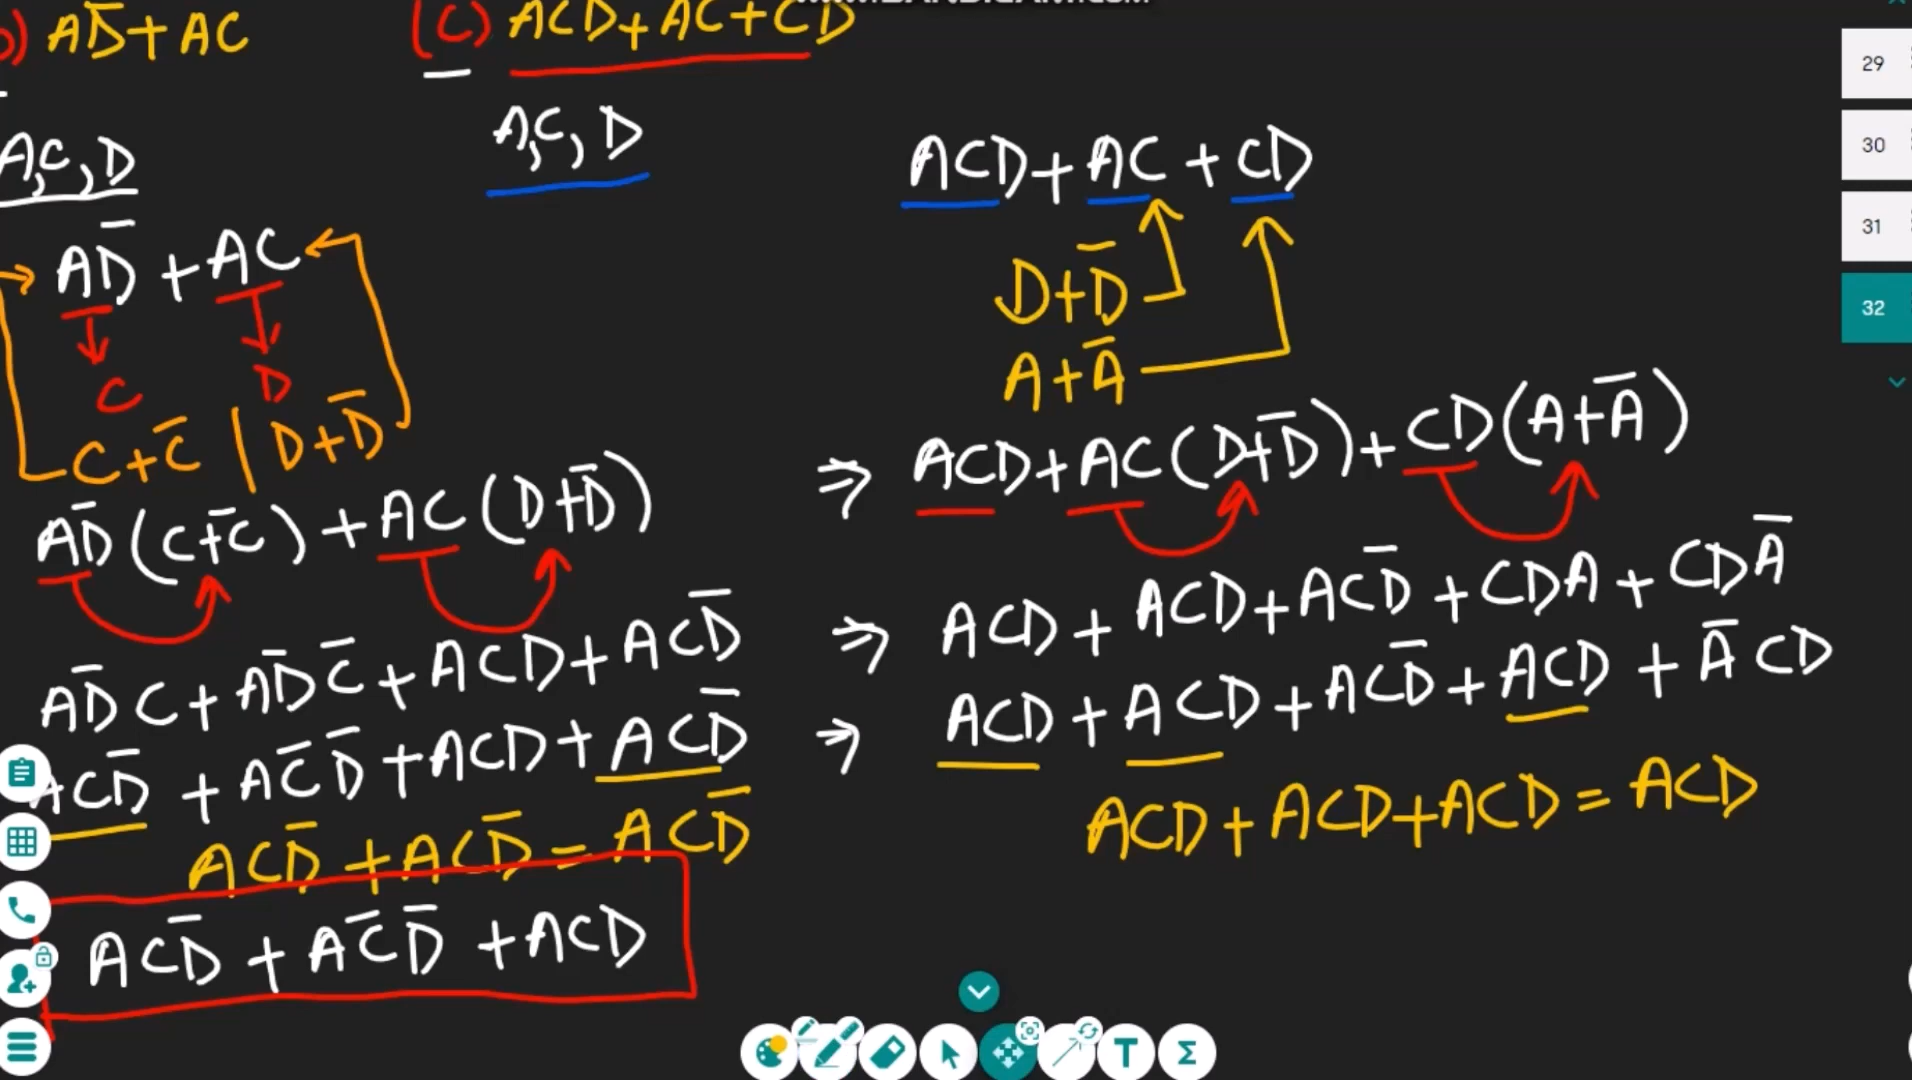 b) AD̅ + AC
(C) ACD + AC + CD
A,C,D
AD̅ + AC
C D
C+C̅ | D+D̅
AD̅(C+C̅) + AC(D+D̅)
AD̅C + AD̅C̅ + ACD + ACD̅
ACD̅ + AC̅D̅ + ACD + ACD̅
ACD̅ + ACD̅ = ACD̅
ACD̅ + AC̅D̅ + ACD
A,C,D
ACD + AC + CD
D+D̅
A+A̅
⇒ ACD + AC(D+D̅) + CD(A+A̅)
⇒ ACD + ACD + ACD̅ + CDA + CDA̅
⇒ ACD + ACD + ACD̅ + ACD + A̅CD
ACD + ACD + ACD = ACD
29
30
31
32
T Σ